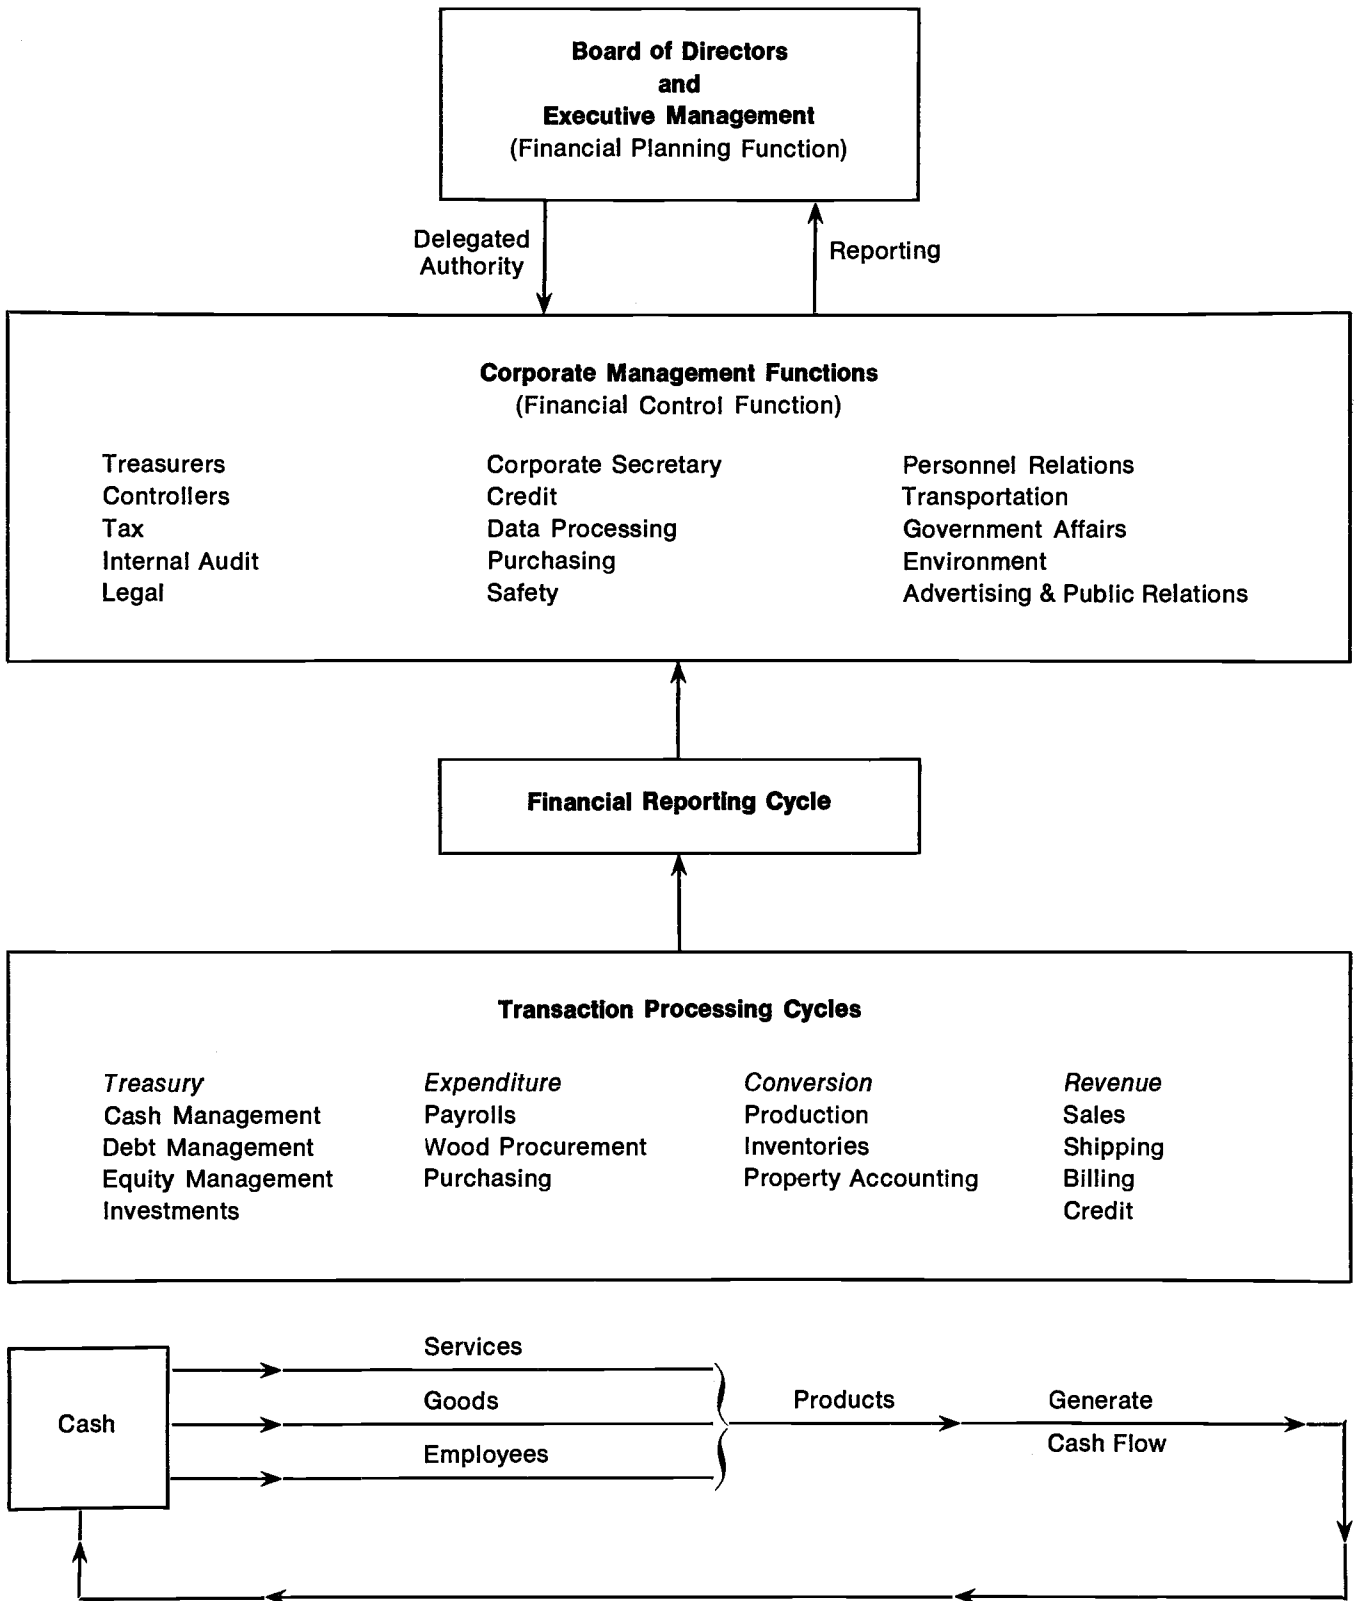 Board of Directors
and
Executive Management
(Financial Planning Function)
Delegated
Authority
Reporting
Corporate Management Functions
(Financial Control Function)
Treasurers
Controllers
Tax
Internal Audit
Legal
Corporate Secretary
Credit
Data Processing
Purchasing
Safety
Personnel Relations
Transportation
Government Affairs
Environment
Advertising & Public Relations
Financial Reporting Cycle
Transaction Processing Cycles
Treasury
Cash Management
Debt Management
Equity Management
Investments
Expenditure
Payrolls
Wood Procurement
Purchasing
Conversion
Production
Inventories
Property Accounting
Revenue
Sales
Shipping
Billing
Credit
Cash
Services
Goods
Employees
Products
Generate
Cash Flow